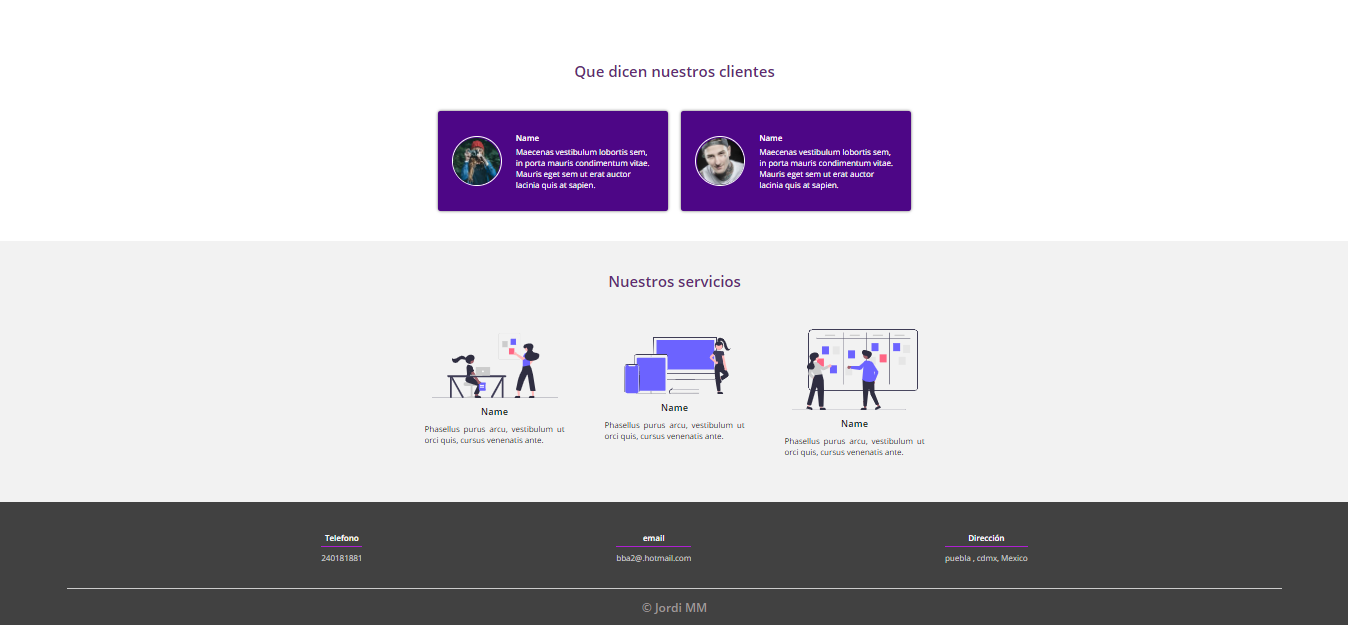 Que dicen nuestros clientes
Name
Maecenas vestibulum lobortis sem,
in porta mauris condimentum vitae.
Mauris eget sem ut erat auctor
lacinia quis at sapien.
Name
Maecenas vestibulum lobortis sem,
in porta mauris condimentum vitae.
Mauris eget sem ut erat auctor
lacinia quis at sapien.
Nuestros servicios
Name
Phasellus purus arcu, vestibulum ut
orci quis, cursus venenatis ante.
Name
Phasellus purus arcu, vestibulum ut
orci quis, cursus venenatis ante.
Name
Phasellus purus arcu, vestibulum ut
orci quis, cursus venenatis ante.
Telefono
240181881
email
bba2@.hotmail.com
Dirección
puebla , cdmx, Mexico
© Jordi MM